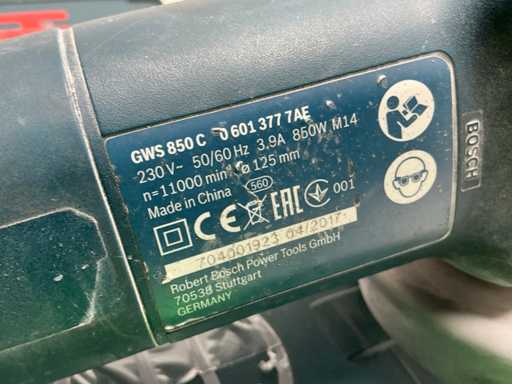 GWS 850 C 0 601 377 7AE
230 V~ 50/60 Hz 3.9A 850W M14
n=11000 min⁻¹ ø 125 mm
Made in China 560
CE EAC 001
704001923 04/2017
Robert Bosch Power Tools GmbH
70538 Stuttgart
GERMANY
BOSCH